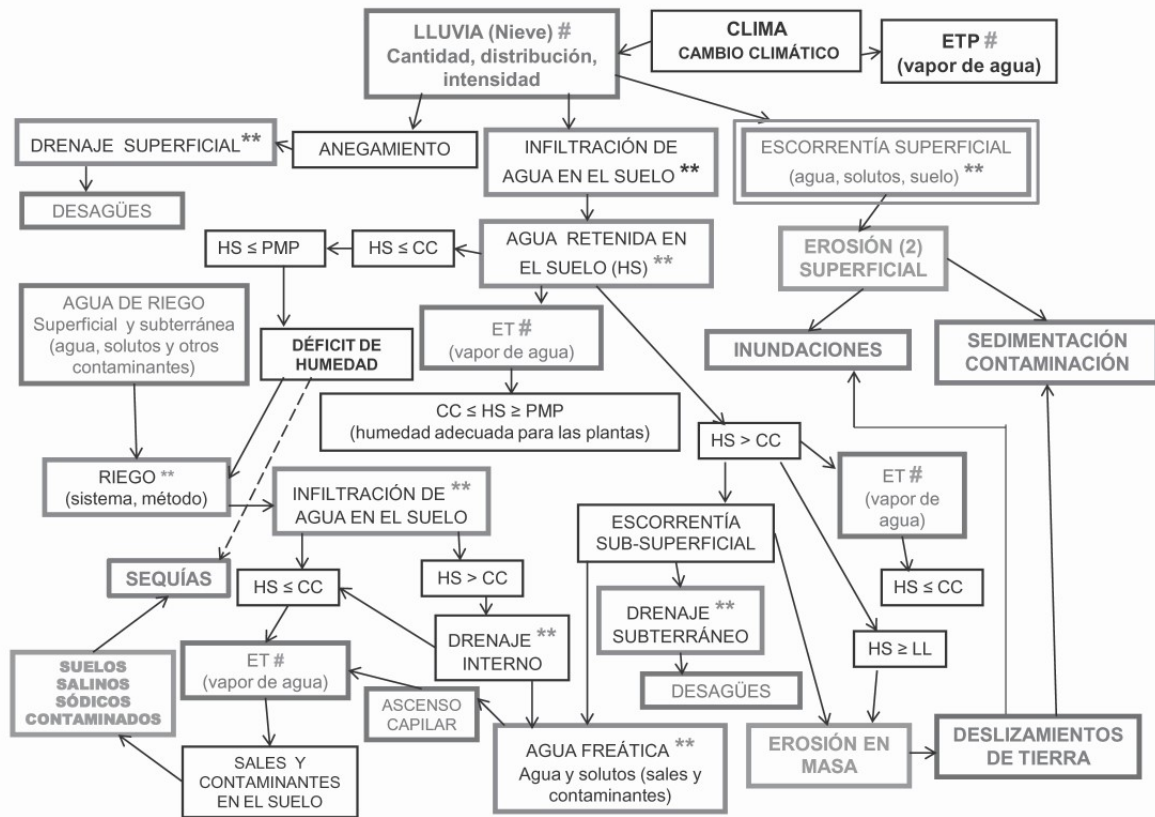 LLUVIA (Nieve) #
Cantidad, distribución,
intensidad
CLIMA
CAMBIO CLIMÁTICO
ETP #
(vapor de agua)
DRENAJE SUPERFICIAL **
ANEGAMIENTO
INFILTRACIÓN DE
AGUA EN EL SUELO **
ESCORRENTÍA SUPERFICIAL
(agua, solutos, suelo) **
DESAGÜES
HS ≤ PMP
HS ≤ CC
AGUA RETENIDA EN
EL SUELO (HS) **
EROSIÓN (2)
SUPERFICIAL
AGUA DE RIEGO
Superficial y subterránea
(agua, solutos y otros
contaminantes)
DÉFICIT DE
HUMEDAD
ET #
(vapor de agua)
INUNDACIONES
SEDIMENTACIÓN
CONTAMINACIÓN
CC ≤ HS ≥ PMP
(humedad adecuada para las plantas)
HS > CC
RIEGO **
(sistema, método)
INFILTRACIÓN DE **
AGUA EN EL SUELO
ET #
(vapor de
agua)
ESCORRENTÍA
SUB-SUPERFICIAL
SEQUÍAS
HS ≤ CC
HS > CC
HS ≤ CC
DRENAJE **
SUBTERRÁNEO
DRENAJE **
INTERNO
HS ≥ LL
SUELOS
SALINOS
SÓDICOS
CONTAMINADOS
ET #
(vapor de agua)
ASCENSO
CAPILAR
DESAGÜES
SALES Y
CONTAMINANTES
EN EL SUELO
AGUA FREÁTICA **
Agua y solutos (sales y
contaminantes)
EROSIÓN EN
MASA
DESLIZAMIENTOS
DE TIERRA